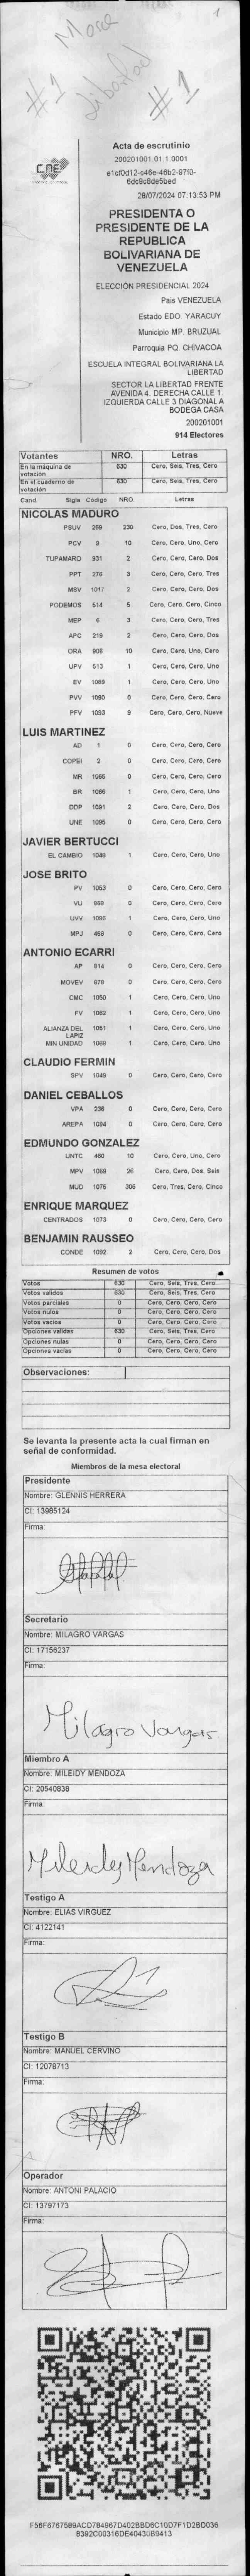 1
#1 Mora
Libertad #1
CNE
Acta de escrutinio
200201001.01.1.0001
28/07/2024 07:13:53 PM
PRESIDENTA O
PRESIDENTE DE LA
REPUBLICA
BOLIVARIANA DE
VENEZUELA
ELECCIÓN PRESIDENCIAL 2024
Pais VENEZUELA
Estado EDO. YARACUY
Municipio MP. BRUZUAL
Parroquia PQ. CHIVACOA
ESCUELA INTEGRAL BOLIVARIANA LA
LIBERTAD
SECTOR LA LIBERTAD FRENTE
AVENIDA 4. DERECHA CALLE 1.
IZQUIERDA CALLE 3 DIAGONAL A
BODEGA CASA
200201001
914 Electores
Votantes NRO. Letras
En la máquina de votación 630 Cero, Seis, Tres, Cero
En el cuaderno de votación 630 Cero, Seis, Tres, Cero
Cand. Sigla Código NRO. Letras
NICOLAS MADURO
PSUV 269 230 Cero, Dos, Tres, Cero
PCV 3 10 Cero, Cero, Uno, Cero
TUPAMARO 931 2 Cero, Cero, Cero, Dos
PPT 276 3 Cero, Cero, Cero, Tres
MSV 1017 2 Cero, Cero, Cero, Dos
PODEMOS 514 5 Cero, Cero, Cero, Cinco
MEP 6 3 Cero, Cero, Cero, Tres
APC 219 2 Cero, Cero, Cero, Dos
ORA 906 10 Cero, Cero, Uno, Cero
UPV 513 1 Cero, Cero, Cero, Uno
EV 1089 1 Cero, Cero, Cero, Uno
PVV 1090 0 Cero, Cero, Cero, Cero
PFV 1093 9 Cero, Cero, Cero, Nueve
LUIS MARTINEZ
AD 1 0 Cero, Cero, Cero, Cero
COPEI 2 0 Cero, Cero, Cero, Cero
MR 1065 0 Cero, Cero, Cero, Cero
BR 1066 1 Cero, Cero, Cero, Uno
DDP 1091 2 Cero, Cero, Cero, Dos
UNE 1095 0 Cero, Cero, Cero, Cero
JAVIER BERTUCCI
EL CAMBIO 1048 1 Cero, Cero, Cero, Uno
JOSE BRITO
PV 1053 0 Cero, Cero, Cero, Cero
VU 999 0 Cero, Cero, Cero, Cero
UVV 1096 1 Cero, Cero, Cero, Uno
MPJ 458 0 Cero, Cero, Cero, Cero
ANTONIO ECARRI
AP 914 0 Cero, Cero, Cero, Cero
MOVEV 878 0 Cero, Cero, Cero, Cero
CMC 1050 1 Cero, Cero, Cero, Uno
FV 1062 1 Cero, Cero, Cero, Uno
ALIANZA DEL LAPIZ 1051 1 Cero, Cero, Cero, Uno
MIN UNIDAD 1069 1 Cero, Cero, Cero, Uno
CLAUDIO FERMIN
SPV 1049 0 Cero, Cero, Cero, Cero
DANIEL CEBALLOS
VPA 236 0 Cero, Cero, Cero, Cero
AREPA 1094 0 Cero, Cero, Cero, Cero
EDMUNDO GONZALEZ
UNTC 460 10 Cero, Cero, Uno, Cero
MPV 1069 26 Cero, Cero, Dos, Seis
MUD 1075 305 Cero, Tres, Cero, Cinco
ENRIQUE MARQUEZ
CENTRADOS 1073 0 Cero, Cero, Cero, Cero
BENJAMIN RAUSSEO
CONDE 1092 2 Cero, Cero, Cero, Dos
Resumen de votos
Votos 630 Cero, Seis, Tres, Cero
Votos validos 630 Cero, Seis, Tres, Cero
Votos parciales 0 Cero, Cero, Cero, Cero
Votos nulos 0 Cero, Cero, Cero, Cero
Votos vacios 0 Cero, Cero, Cero, Cero
Opciones validas 630 Cero, Seis, Tres, Cero
Opciones nulas 0 Cero, Cero, Cero, Cero
Opciones vacias 0 Cero, Cero, Cero, Cero
Observaciones:
Se levanta la presente acta la cual firman en
señal de conformidad.
Miembros de la mesa electoral
Presidente
Nombre: GLENNIS HERRERA
CI: 13985124
Firma:
Secretario
Nombre: MILAGRO VARGAS
CI: 17156237
Firma:
Milagro Vargas
Miembro A
Nombre: MILEIDY MENDOZA
CI: 20540838
Firma:
Mileidy Mendoza
Testigo A
Nombre: ELIAS VIRGUEZ
CI: 4122141
Firma:
Testigo B
Nombre: MANUEL CERVINO
CI: 12078713
Firma:
Operador
Nombre: ANTONI PALACIO
CI: 13797173
Firma: